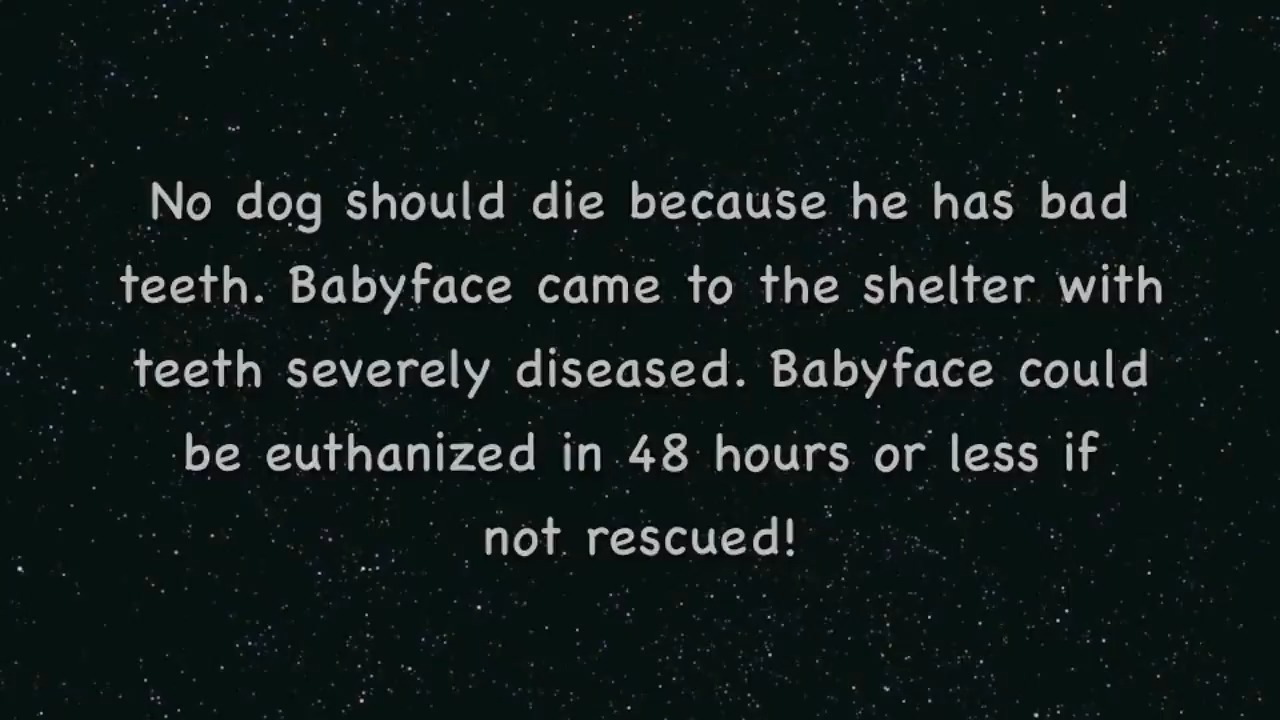 No dog should die because he has bad
teeth. Babyface came to the shelter with
teeth severely diseased. Babyface could
be euthanized in 48 hours or less if
not rescued!